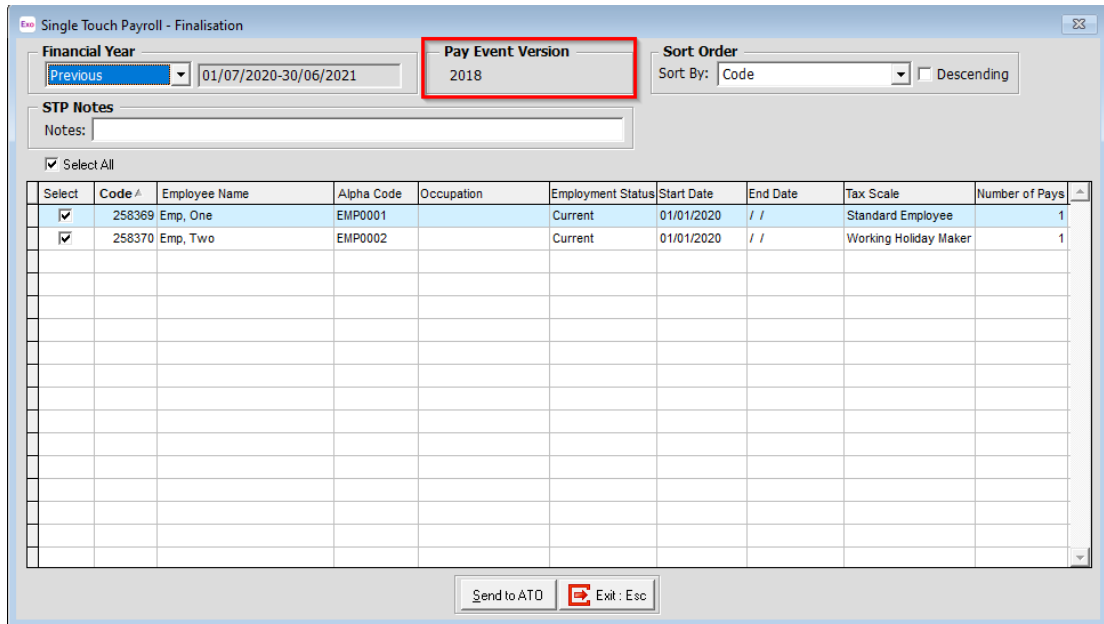 Exo Single Touch Payroll - Finalisation
Financial Year Pay Event Version Sort Order
Previous 01/07/2020-30/06/2021 2018 Sort By: Code Descending
STP Notes
Notes:
Select All
Select Code Employee Name Alpha Code Occupation Employment Status Start Date End Date Tax Scale Number of Pays
258369 Emp, One EMP0001 Current 01/01/2020 / / Standard Employee 1
258370 Emp, Two EMP0002 Current 01/01/2020 / / Working Holiday Maker 1
Send to ATO Exit : Esc